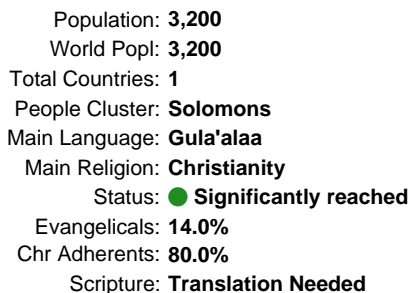 Population: 3,200
World Popl: 3,200
Total Countries: 1
People Cluster: Solomons
Main Language: Gula'alaa
Main Religion: Christianity
Status: Significantly reached
Evangelicals: 14.0%
Chr Adherents: 80.0%
Scripture: Translation Needed